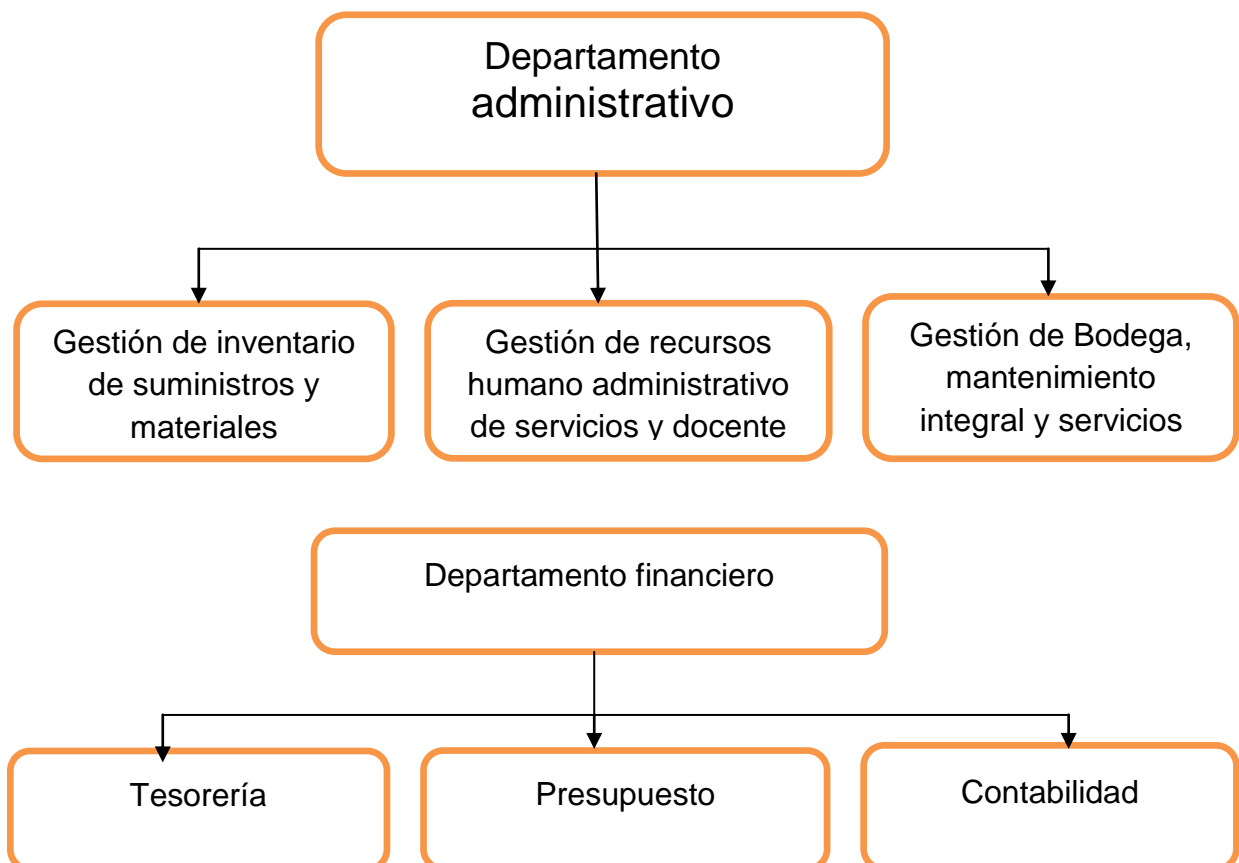 Departamento
administrativo
Gestión de inventario
de suministros y
materiales
Gestión de recursos
humano administrativo
de servicios y docente
Gestión de Bodega,
mantenimiento
integral y servicios
Departamento financiero
Tesorería
Presupuesto
Contabilidad